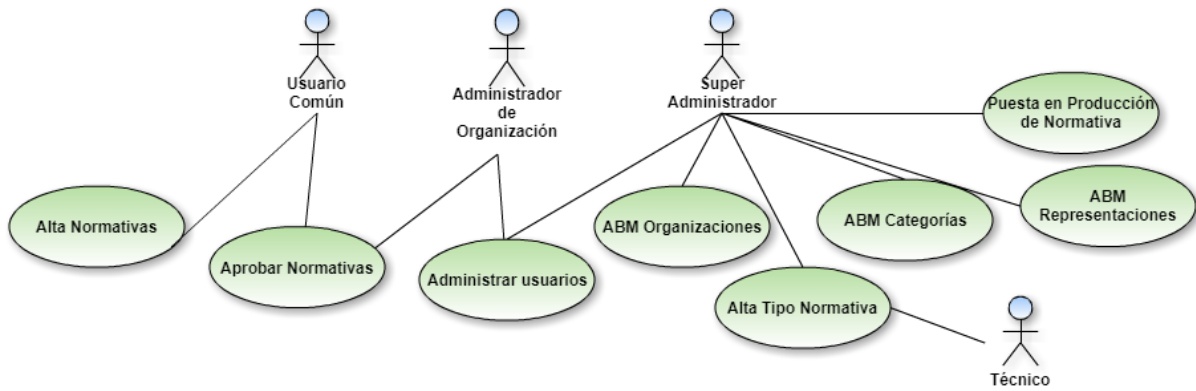 Usuario
Común
Administrador
de
Organización
Super
Administrador
Puesta en Producción
de Normativa
Alta Normativas
Aprobar Normativas
Administrar usuarios
ABM Organizaciones
ABM Categorías
ABM
Representaciones
Alta Tipo Normativa
Técnico